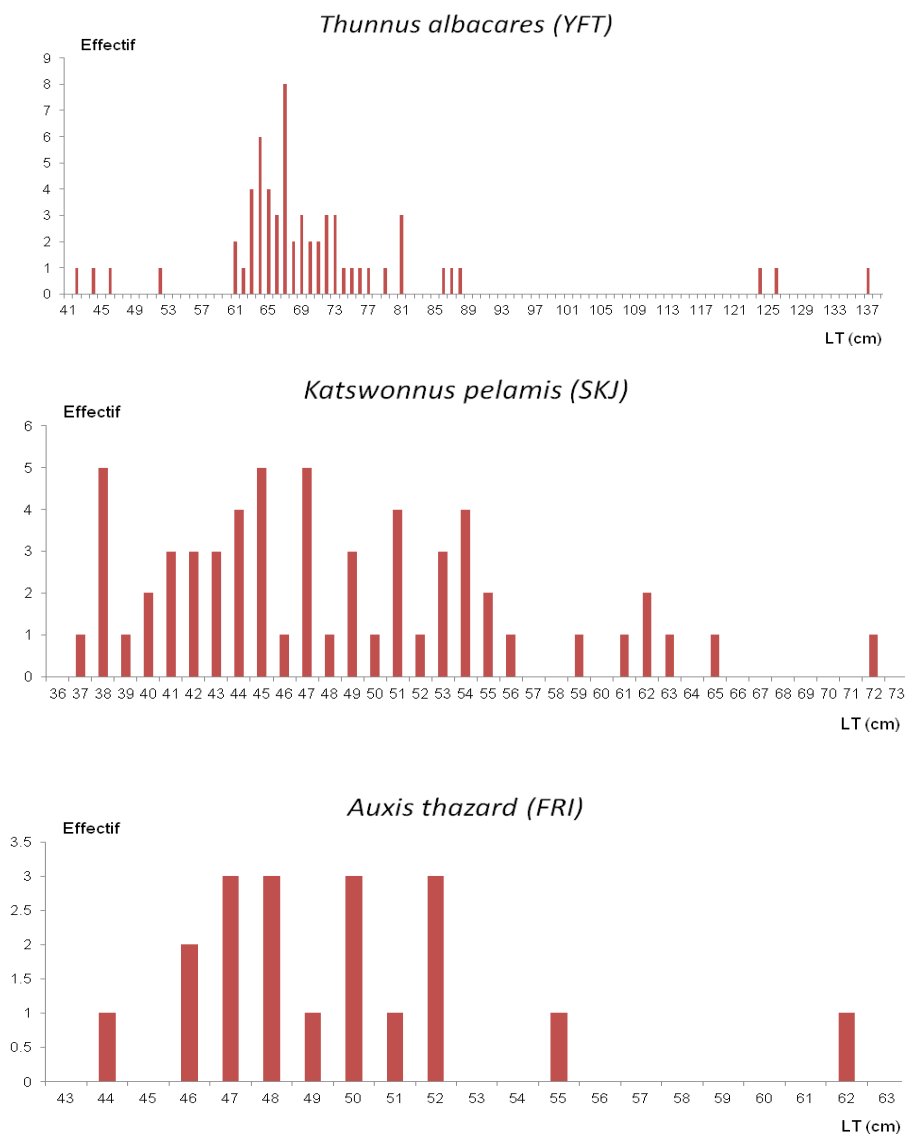 Thunnus albacares (YFT)
Effectif
9
8
7
6
5
4
3
2
1
0
41 45 49 53 57 61 65 69 73 77 81 85 89 93 97 101 105 109 113 117 121 125 129 133 137
LT (cm)
Katswonnus pelamis (SKJ)
Effectif
6
5
4
3
2
1
0
36 37 38 39 40 41 42 43 44 45 46 47 48 49 50 51 52 53 54 55 56 57 58 59 60 61 62 63 64 65 66 67 68 69 70 71 72 73
LT (cm)
Auxis thazard (FRI)
Effectif
3.5
3
2.5
2
1.5
1
0.5
0
43 44 45 46 47 48 49 50 51 52 53 54 55 56 57 58 59 60 61 62 63
LT (cm)